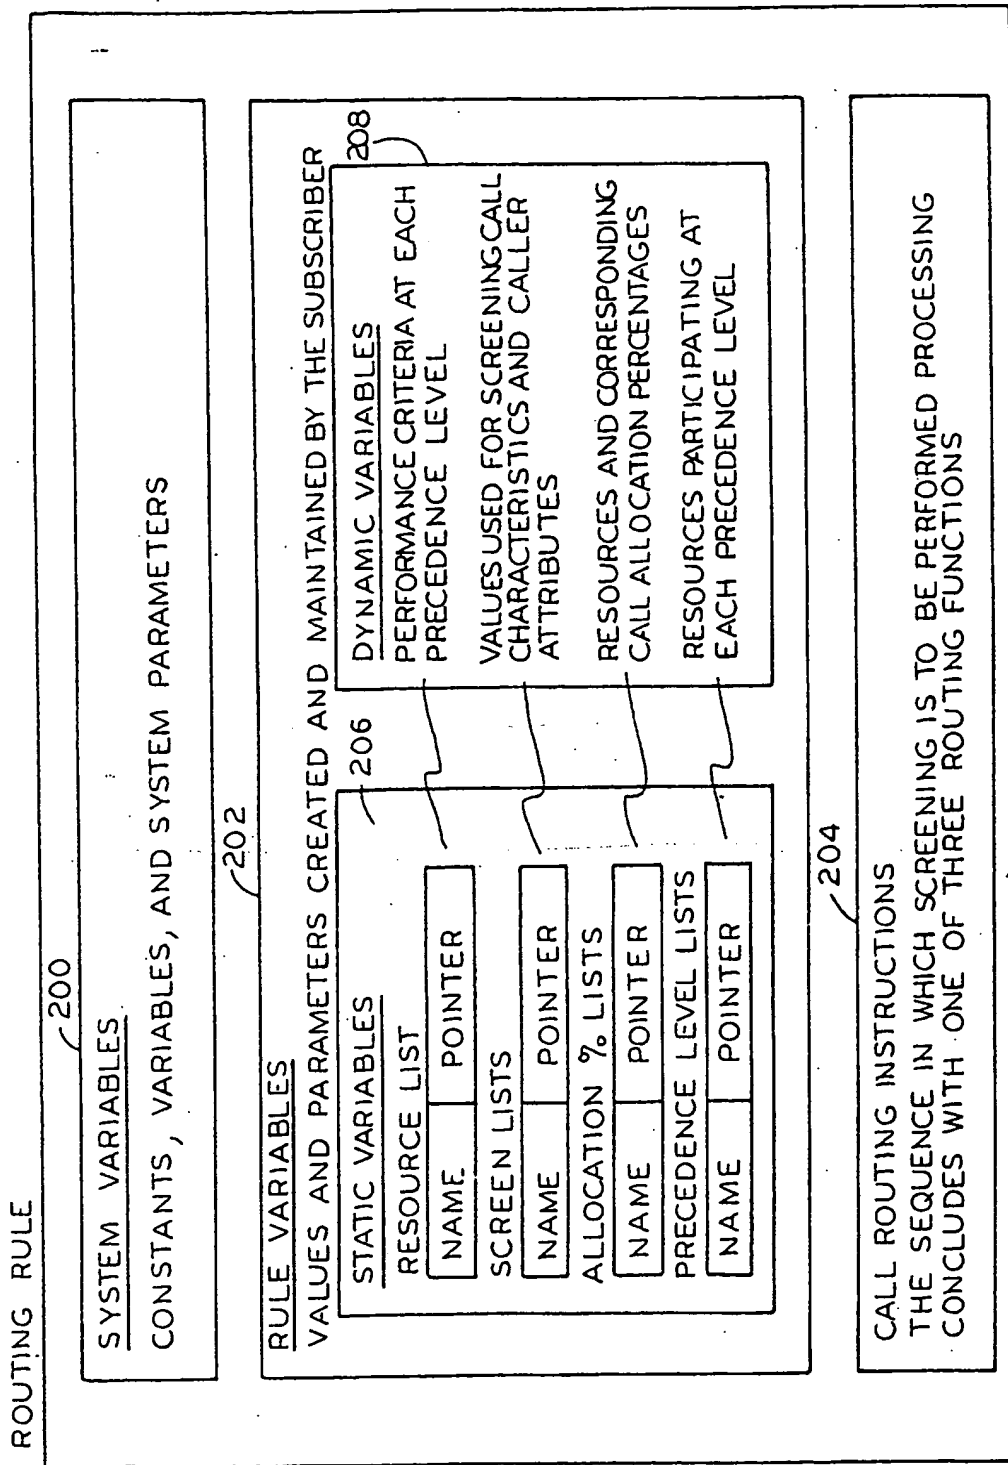 ROUTING RULE
200
SYSTEM VARIABLES
CONSTANTS, VARIABLES, AND SYSTEM PARAMETERS
202
RULE VARIABLES
VALUES AND PARAMETERS CREATED AND MAINTAINED BY THE SUBSCRIBER
206
STATIC VARIABLES
RESOURCE LIST
NAME POINTER
SCREEN LISTS
NAME POINTER
ALLOCATION % LISTS
NAME POINTER
PRECEDENCE LEVEL LISTS
NAME POINTER
208
DYNAMIC VARIABLES
PERFORMANCE CRITERIA AT EACH
PRECEDENCE LEVEL
VALUES USED FOR SCREENING CALL
CHARACTERISTICS AND CALLER
ATTRIBUTES
RESOURCES AND CORRESPONDING
CALL ALLOCATION PERCENTAGES
RESOURCES PARTICIPATING AT
EACH PRECEDENCE LEVEL
204
CALL ROUTING INSTRUCTIONS
THE SEQUENCE IN WHICH SCREENING IS TO BE PERFORMED PROCESSING
CONCLUDES WITH ONE OF THREE ROUTING FUNCTIONS